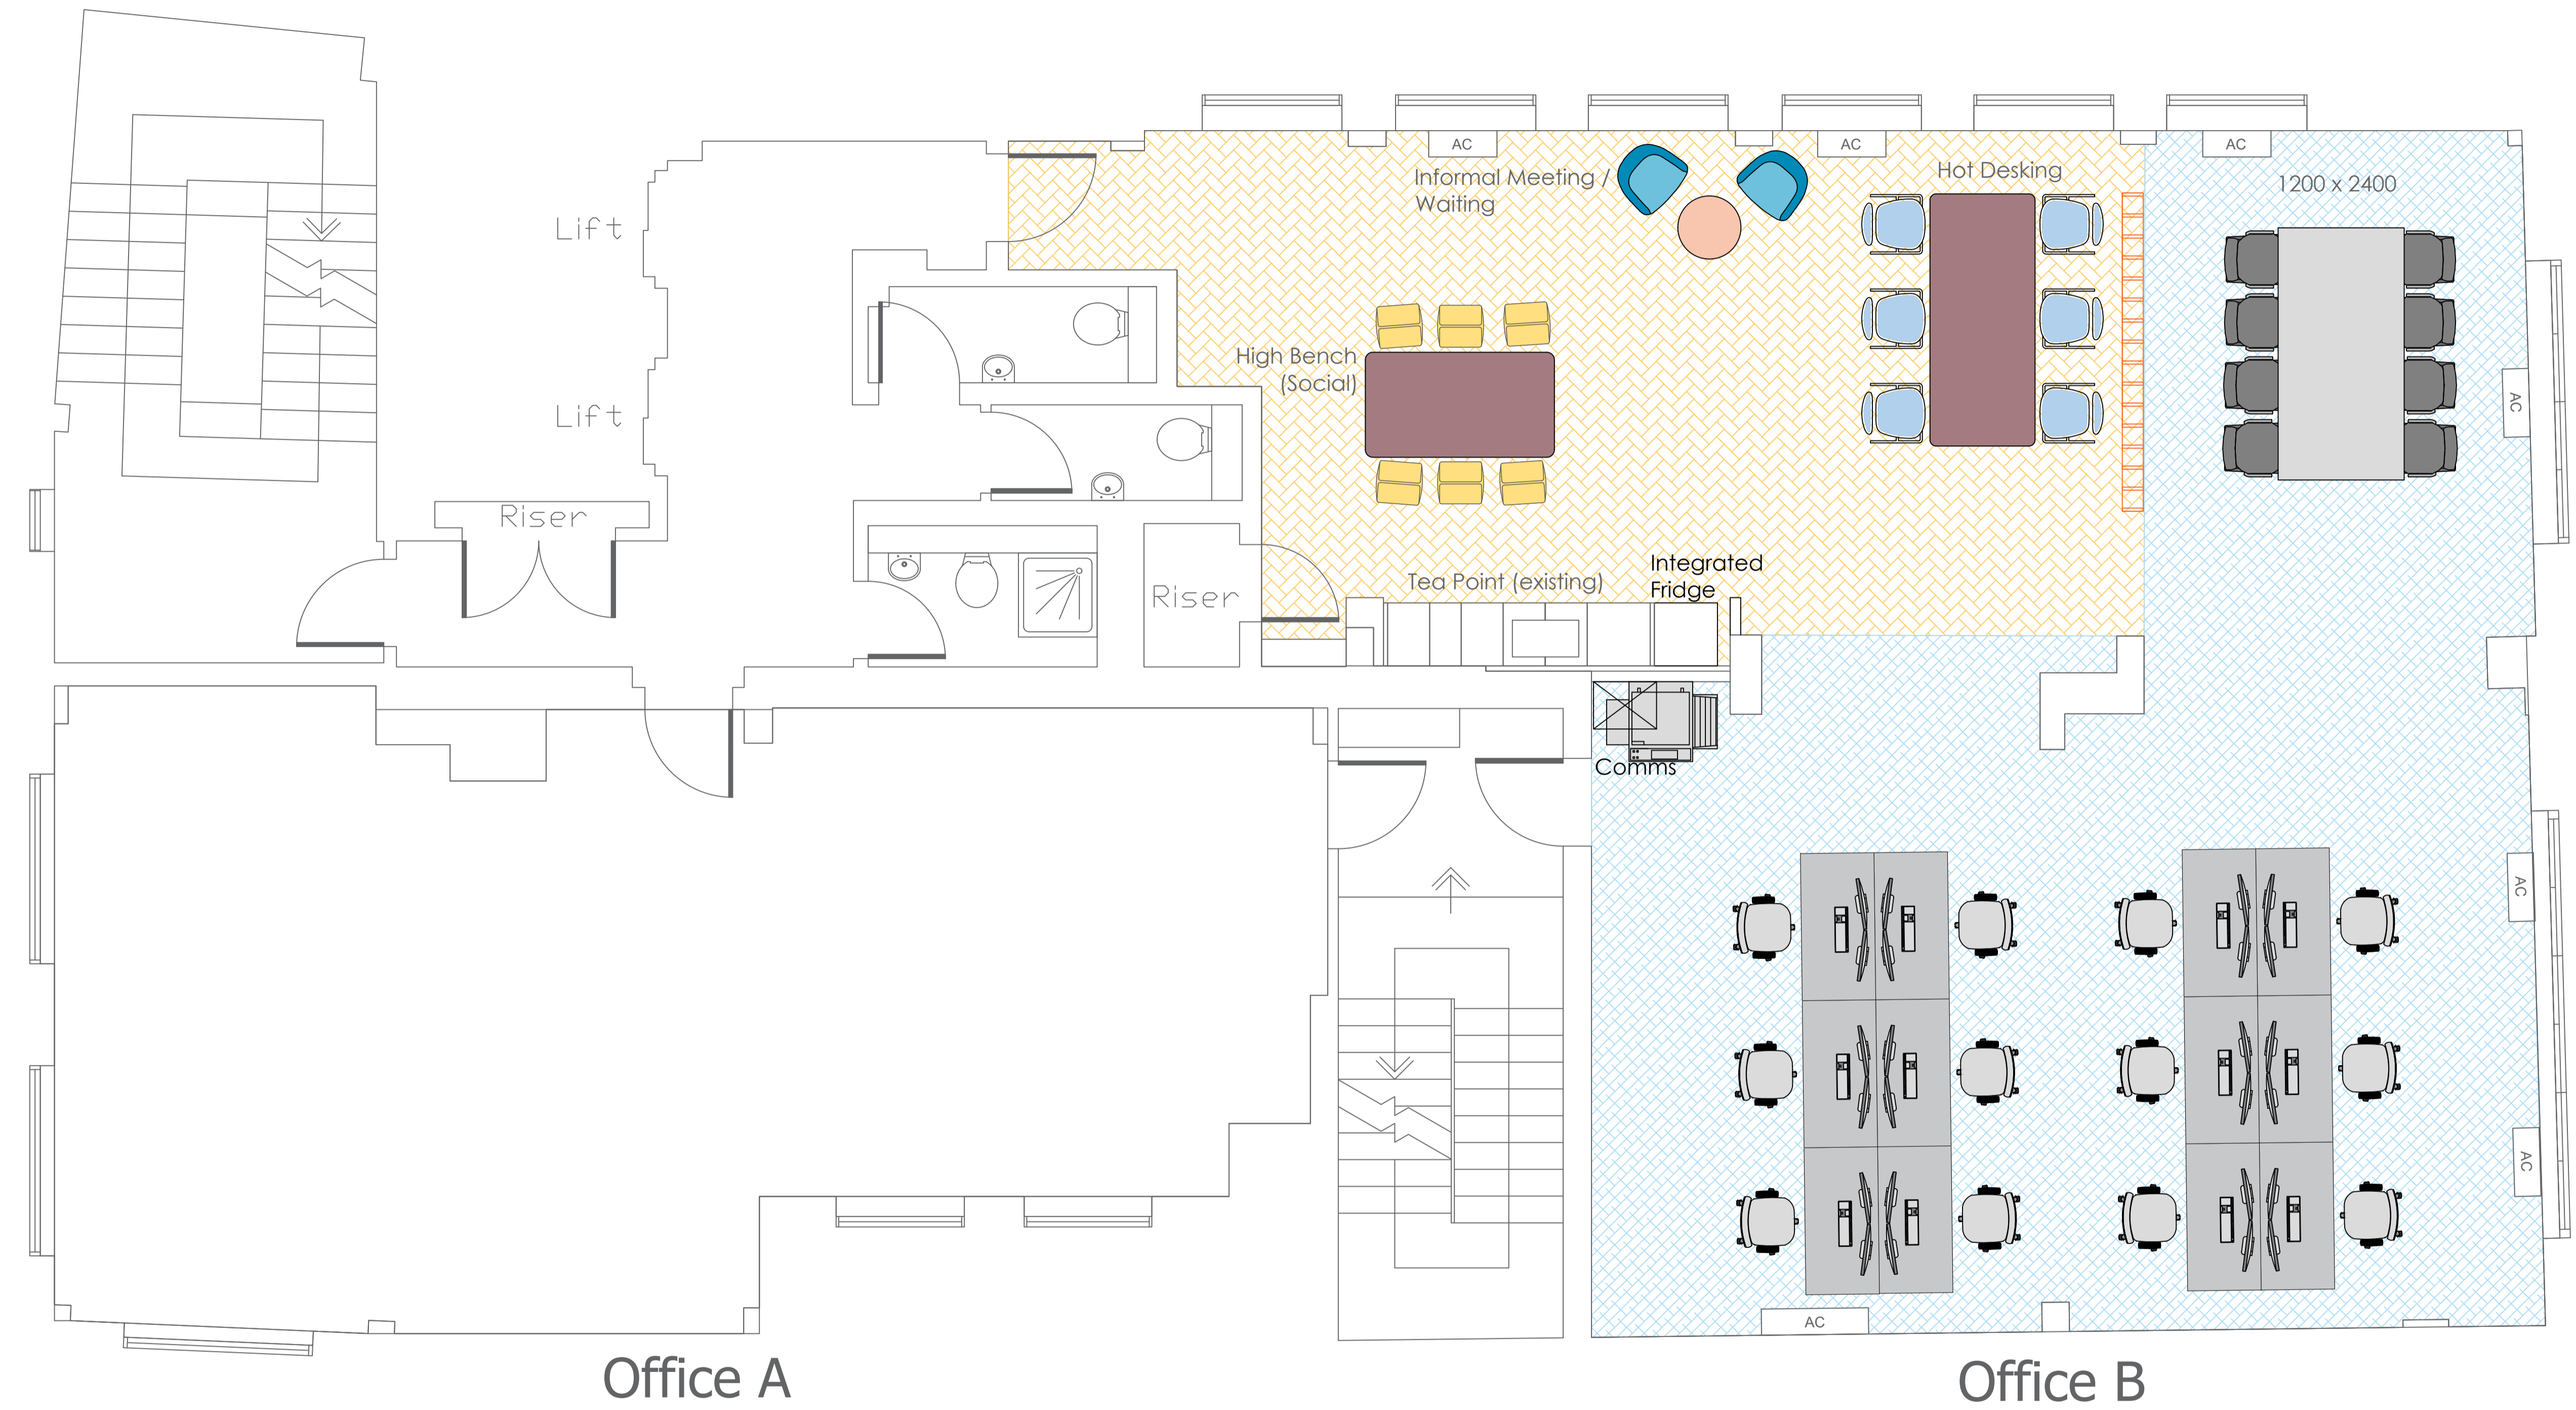 AC
AC
AC
Informal Meeting /
Waiting
Hot Desking
1200 x 2400
Lift
High Bench
(Social)
Lift
AC
Riser
Integrated
Fridge
Tea Point (existing)
Riser
Comms
AC
AC
AC
Office A
Office B